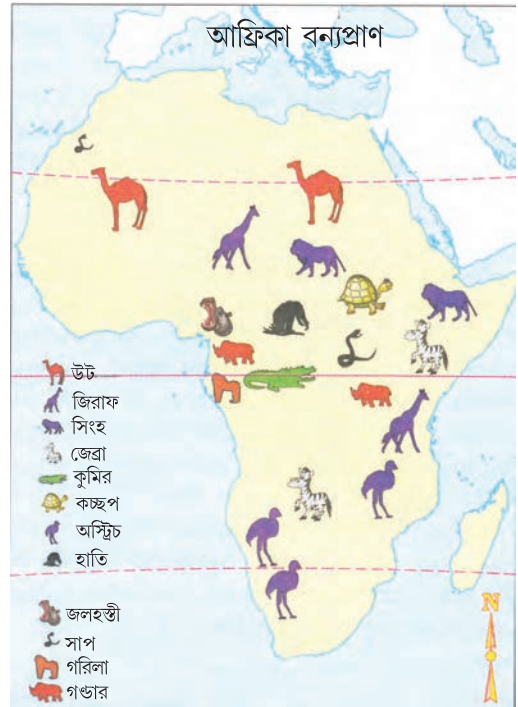 আফ্রিকা বন্যপ্রাণ
উট
জিরাফ
সিংহ
জেব্রা
কুমির
কচ্ছপ
অস্ট্রিচ
হাতি
জলহস্তী
সাপ
গরিলা
গণ্ডার
N